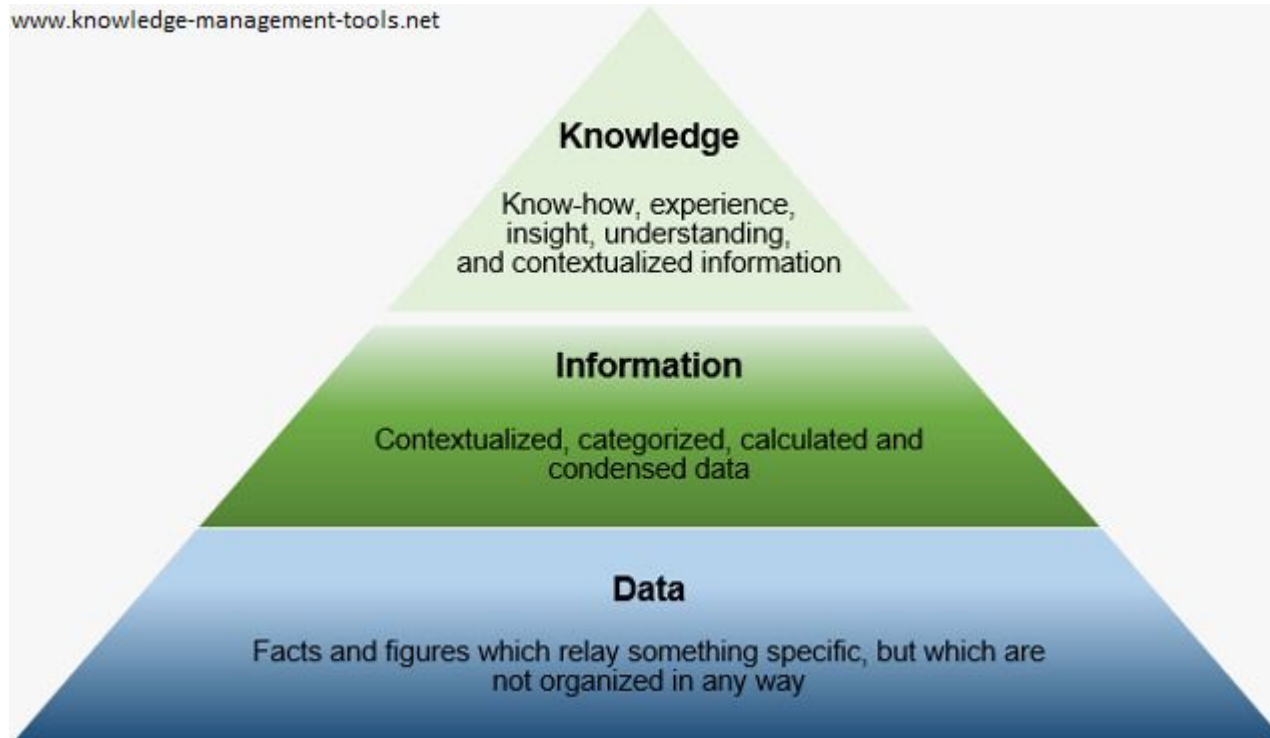 www.knowledge-management-tools.net
Knowledge
Know-how, experience,
insight, understanding,
and contextualized information
Information
Contextualized, categorized, calculated and
condensed data
Data
Facts and figures which relay something specific, but which are
not organized in any way